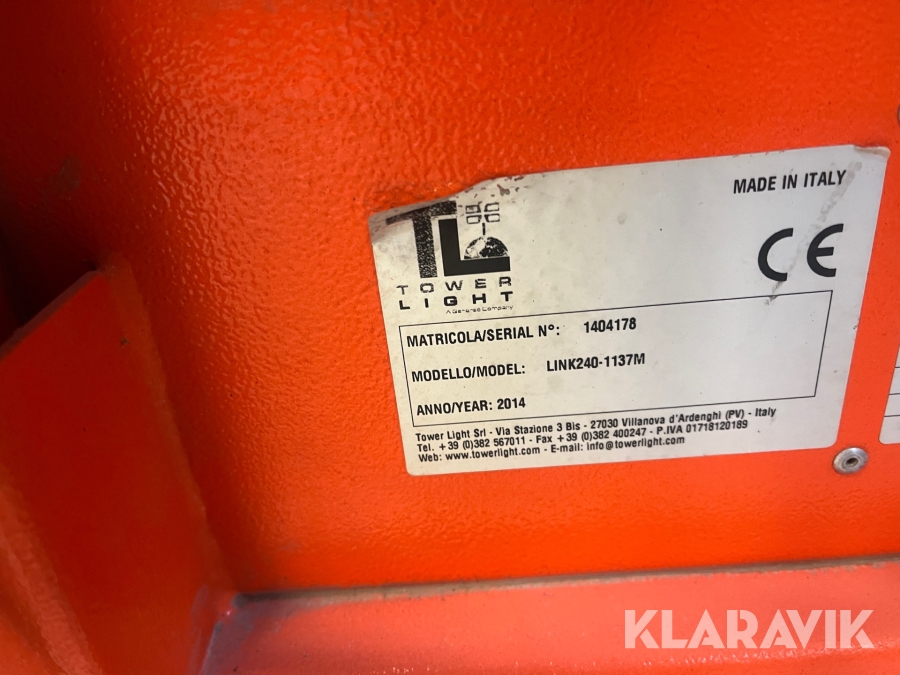 MADE IN ITALY
CE
TL
TOWER
LIGHT
A Generac Company
MATRICOLA/SERIAL N°: 1404178
MODELLO/MODEL: LINK240-1137M
ANNO/YEAR: 2014
Tower Light Srl - Via Stazione 3 Bis - 27030 Villanova d'Ardenghi (PV) - Italy
Tel. +39 (0)382 567011 - Fax +39 (0)382 400247 - P.IVA 01718120189
Web: www.towerlight.com - E-mail: info@towerlight.com
KLARAVIK